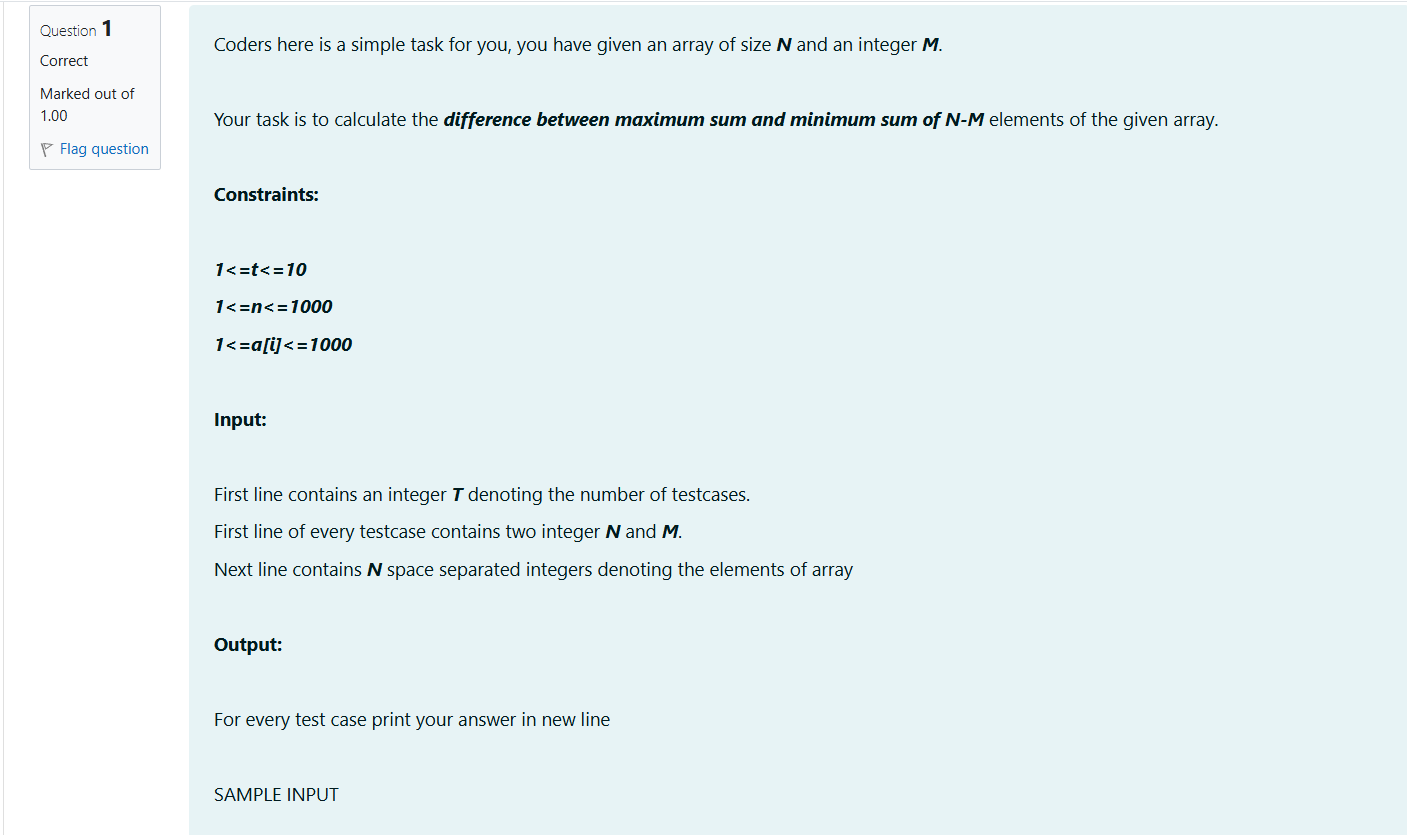 Question 1
Correct
Marked out of
1.00
Flag question
Coders here is a simple task for you, you have given an array of size N and an integer M.
Your task is to calculate the difference between maximum sum and minimum sum of N-M elements of the given array.
Constraints:
1<=t<=10
1<=n<=1000
1<=a[i]<=1000
Input:
First line contains an integer T denoting the number of testcases.
First line of every testcase contains two integer N and M.
Next line contains N space separated integers denoting the elements of array
Output:
For every test case print your answer in new line
SAMPLE INPUT